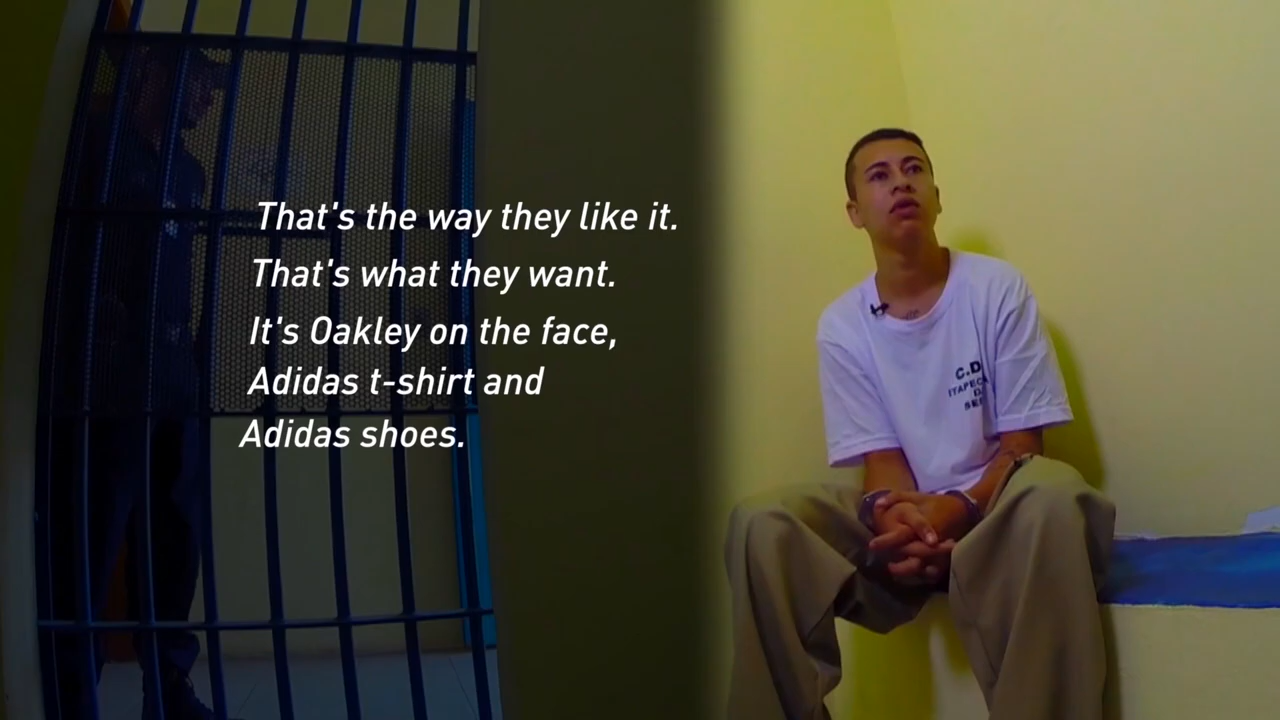 That's the way they like it.
That's what they want.
It's Oakley on the face,
Adidas t-shirt and
Adidas shoes.
C.D
ITAPEC